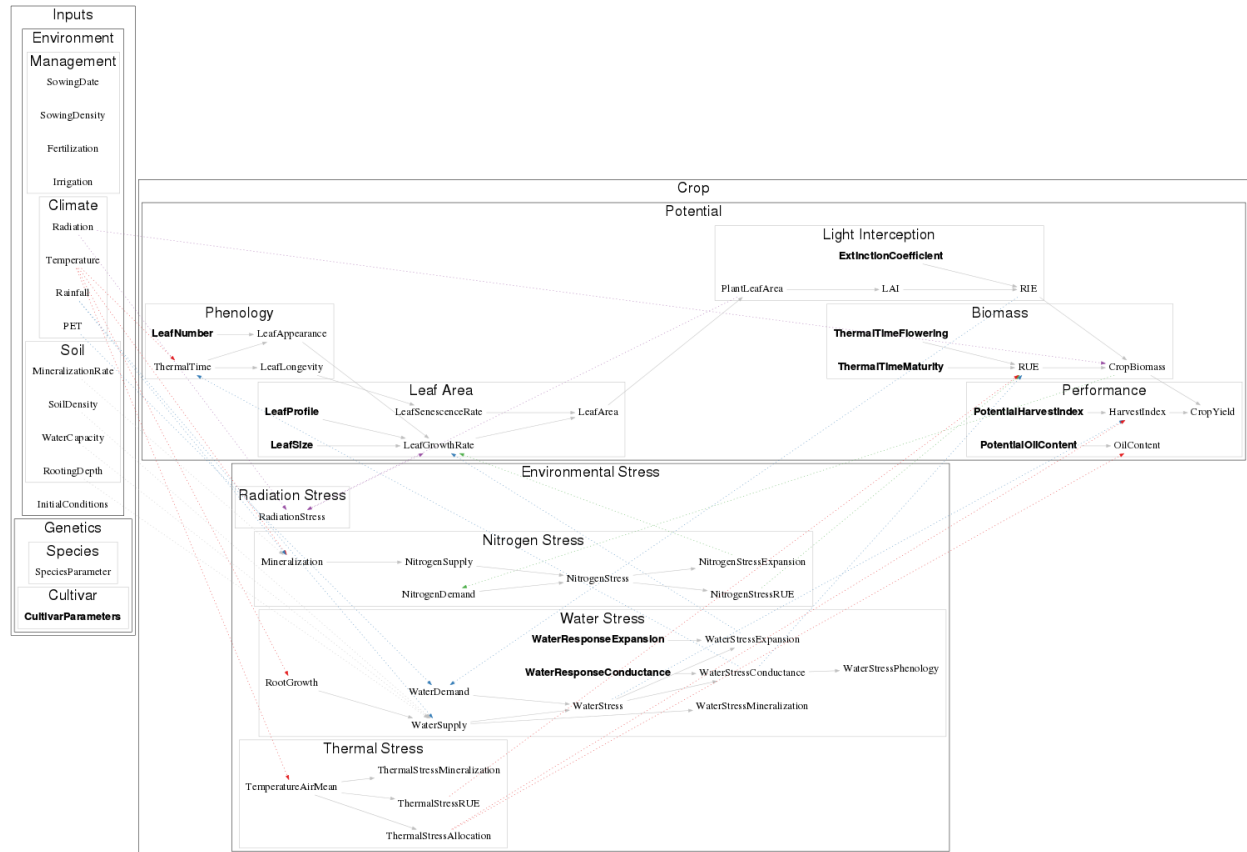 Inputs
Environment
Management
SowingDate
SowingDensity
Fertilization
Irrigation
Climate
Radiation
Temperature
Rainfall
PET
Soil
MineralizationRate
SoilDensity
WaterCapacity
RootingDepth
InitialConditions
Genetics
Species
SpeciesParameter
Cultivar
CultivarParameters
Crop
Potential
Light Interception
ExtinctionCoefficient
PlantLeafArea
LAI
RIE
Phenology
LeafNumber
LeafAppearance
ThermalTime
LeafLongevity
Biomass
ThermalTimeFlowering
ThermalTimeMaturity
RUE
CropBiomass
Leaf Area
LeafProfile
LeafSenescenceRate
LeafArea
LeafSize
LeafGrowthRate
Performance
PotentialHarvestIndex
HarvestIndex
CropYield
PotentialOilContent
OilContent
Environmental Stress
Radiation Stress
RadiationStress
Nitrogen Stress
Mineralization
NitrogenSupply
NitrogenStressExpansion
NitrogenStress
NitrogenDemand
NitrogenStressRUE
Water Stress
WaterResponseExpansion
WaterStressExpansion
WaterResponseConductance
WaterStressConductance
WaterStressPhenology
RootGrowth
WaterDemand
WaterStress
WaterStressMineralization
WaterSupply
Thermal Stress
ThermalStressMineralization
TemperatureAirMean
ThermalStressRUE
ThermalStressAllocation